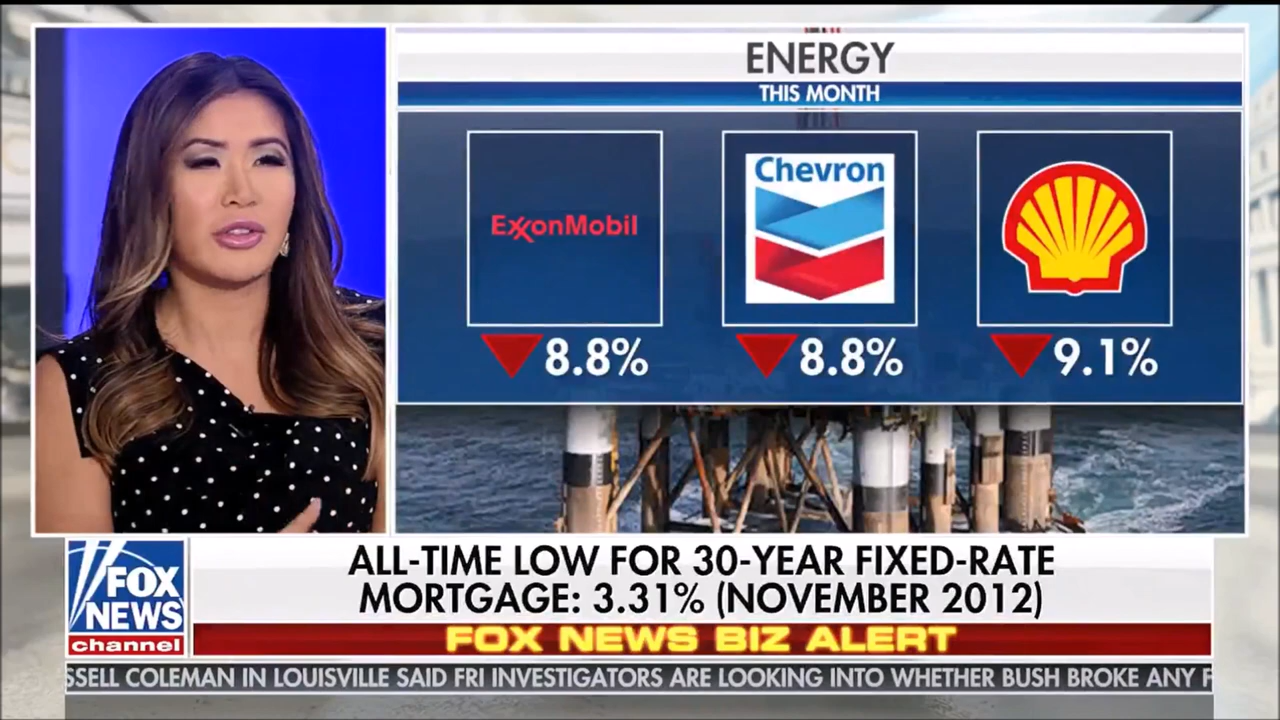 ENERGY
THIS MONTH
ExxonMobil
Chevron
8.8%
8.8%
9.1%
FOX
NEWS
channel
ALL-TIME LOW FOR 30-YEAR FIXED-RATE
MORTGAGE: 3.31% (NOVEMBER 2012)
FOX NEWS BIZ ALERT
SSELL COLEMAN IN LOUISVILLE SAID FRI INVESTIGATORS ARE LOOKING INTO WHETHER BUSH BROKE ANY F